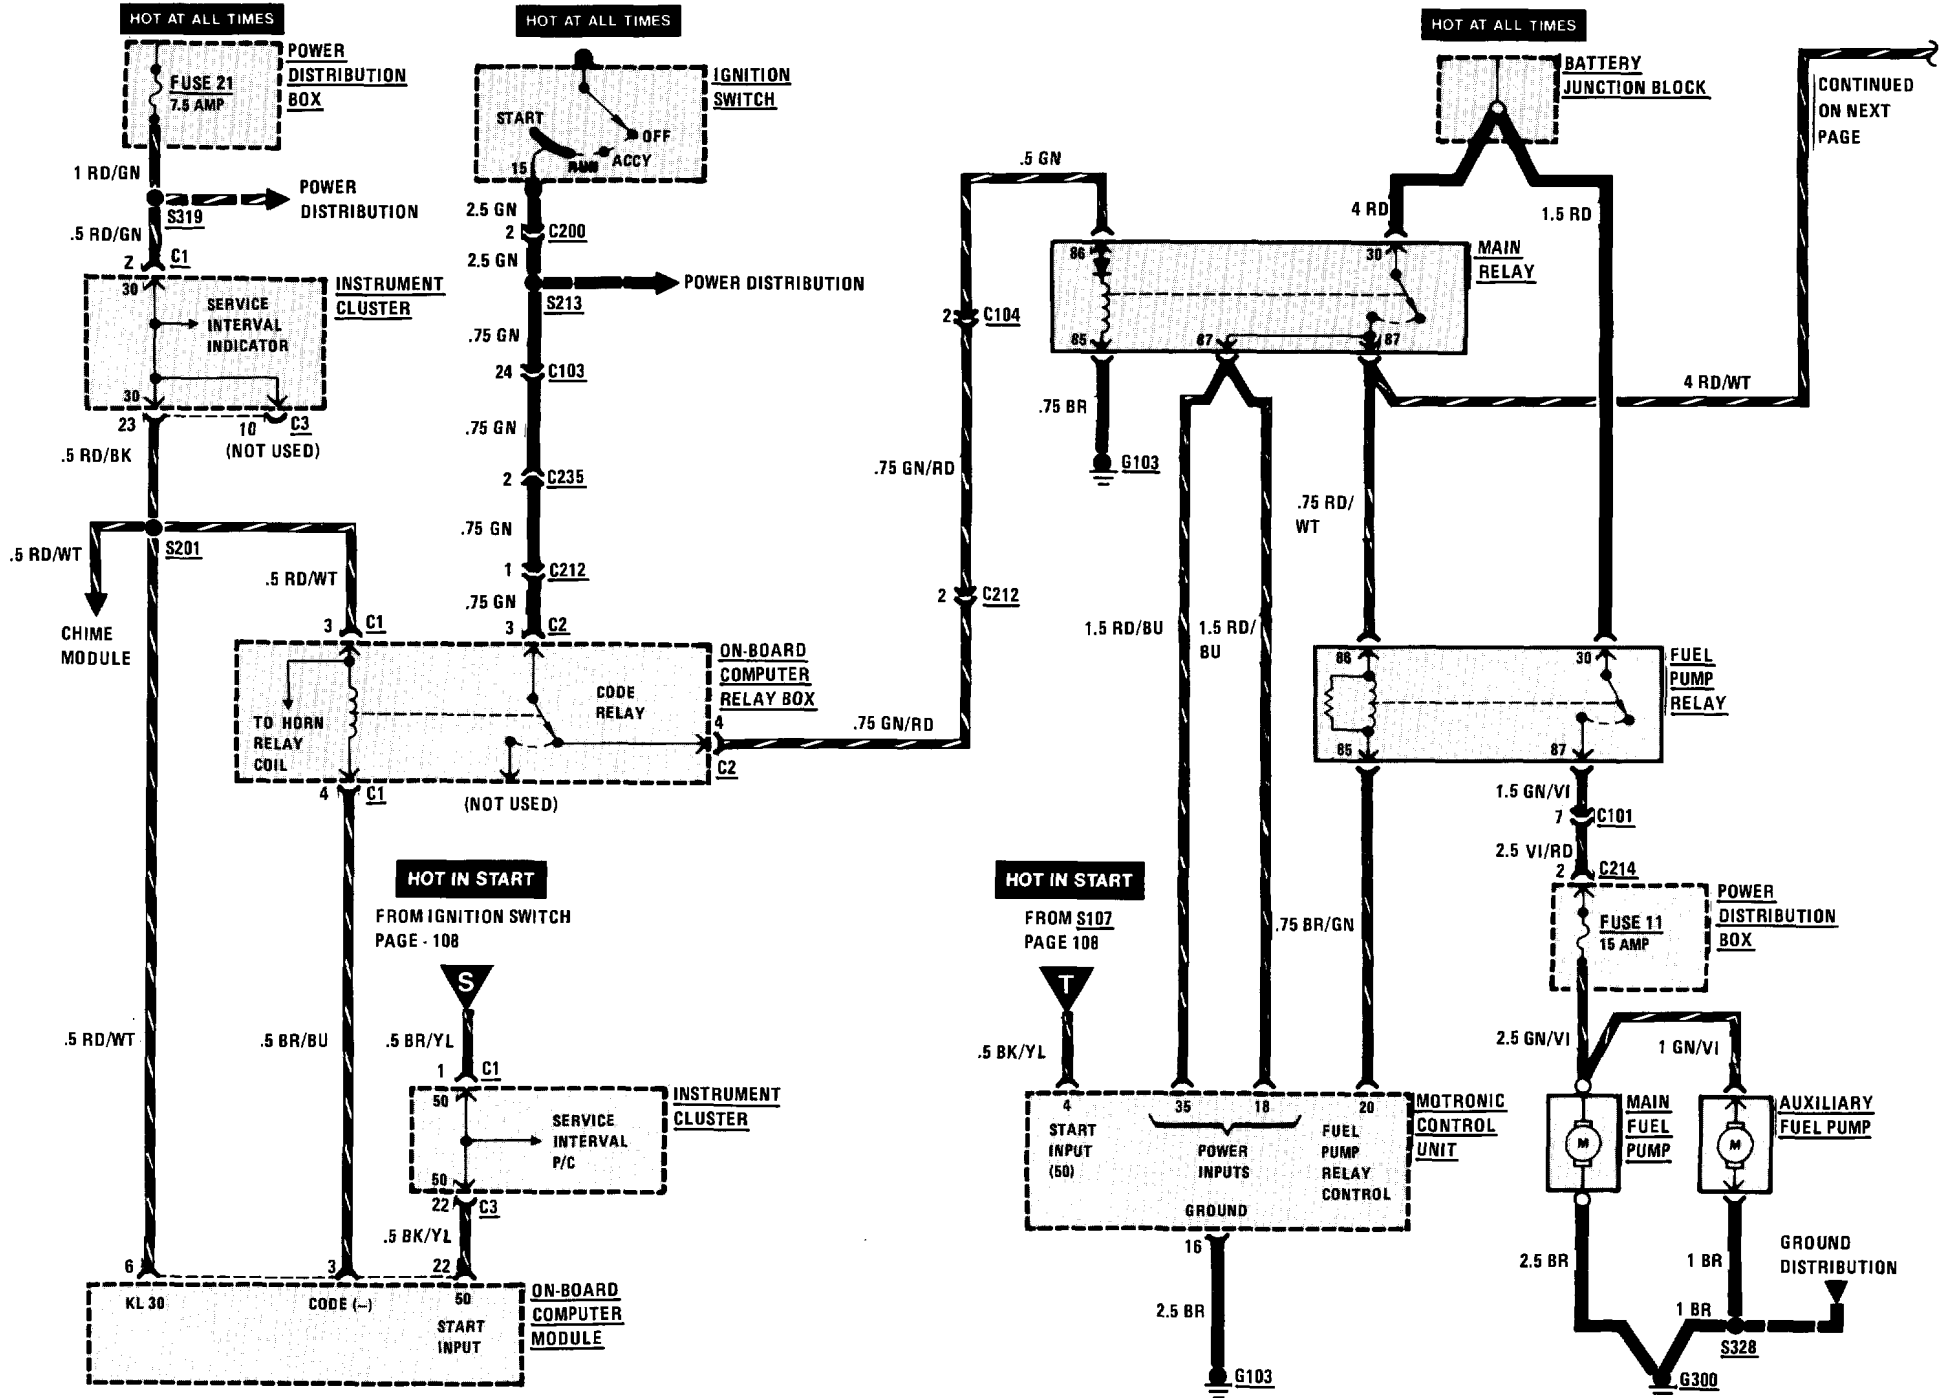 HOT AT ALL TIMES
POWER
DISTRIBUTION
BOX
FUSE 21
7.5 AMP
1 RD/GN
S319
POWER
DISTRIBUTION
.5 RD/GN
2
C1
INSTRUMENT
CLUSTER
30
SERVICE
INTERVAL
INDICATOR
30
23
10
C3
(NOT USED)
.5 RD/BK
S201
.5 RD/WT
CHIME
MODULE
.5 RD/WT
3
C1
HOT AT ALL TIMES
IGNITION
SWITCH
START
OFF
ACCY
RUN
15
2.5 GN
2
C200
2.5 GN
S213
POWER DISTRIBUTION
.75 GN
24
C103
.75 GN
2
C235
.75 GN
1
C212
.75 GN
3
C2
ON-BOARD
COMPUTER
RELAY BOX
CODE
RELAY
TO HORN
RELAY
COIL
4
C2
4
C1
(NOT USED)
.75 GN/RD
HOT IN START
FROM IGNITION SWITCH
PAGE - 108
S
.5 RD/WT
.5 BR/BU
.5 BR/YL
1
C1
50
INSTRUMENT
CLUSTER
SERVICE
INTERVAL
P/C
50
22
C3
.5 BK/YL
6
3
22
KL 30
CODE (–)
50
START
INPUT
ON-BOARD
COMPUTER
MODULE
HOT AT ALL TIMES
BATTERY
JUNCTION BLOCK
CONTINUED
ON NEXT
PAGE
.5 GN
4 RD
1.5 RD
86
30
MAIN
RELAY
2
C104
85
87
87
4 RD/WT
.75 BR
G103
.75 GN/RD
.75 RD/
WT
2
C212
1.5 RD/BU
1.5 RD/
BU
86
30
FUEL
PUMP
RELAY
85
87
1.5 GN/VI
7
C101
2.5 VI/RD
2
C214
POWER
DISTRIBUTION
BOX
FUSE 11
15 AMP
HOT IN START
FROM S107
PAGE 108
T
.75 BR/GN
.5 BK/YL
2.5 GN/VI
1 GN/VI
4
35
18
20
START
INPUT
(50)
POWER
INPUTS
FUEL
PUMP
RELAY
CONTROL
GROUND
MOTRONIC
CONTROL
UNIT
16
2.5 BR
G103
M
MAIN
FUEL
PUMP
M
AUXILIARY
FUEL PUMP
2.5 BR
1 BR
GROUND
DISTRIBUTION
1 BR
S328
G300